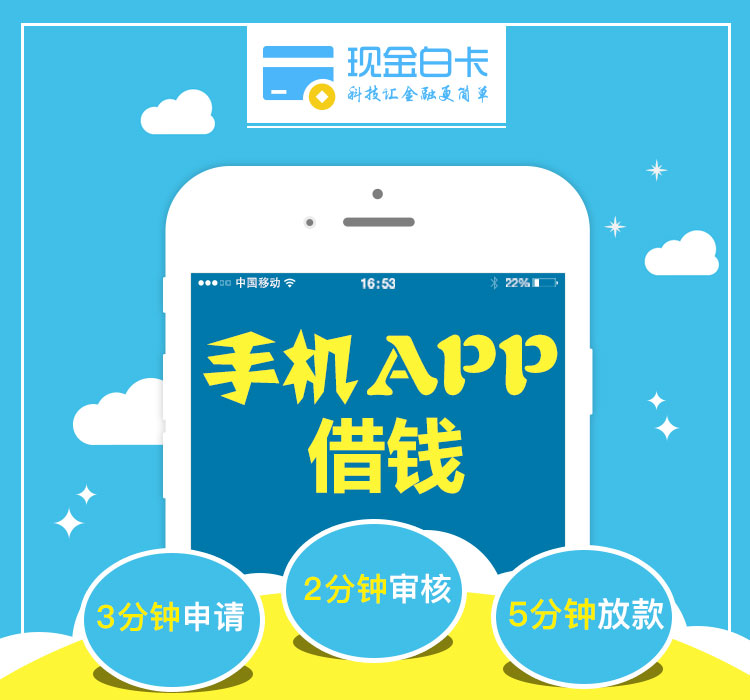 现金白卡
科技让金融更简单
中国移动 16:53 22%
手机APP
借钱
3分钟申请
2分钟审核
5分钟放款